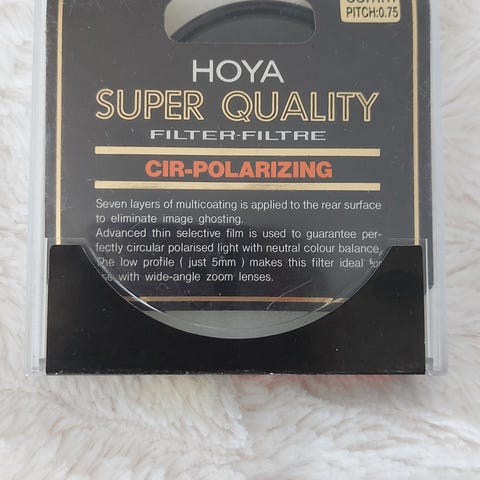 PITCH:0.75
HOYA
SUPER QUALITY
FILTER-FILTRE
CIR-POLARIZING
Seven layers of multicoating is applied to the rear surface
to eliminate image ghosting.
Advanced thin selective film is used to guarantee per-
fectly circular polarised light with neutral colour balance.
The low profile ( just 5mm ) makes this filter ideal for
use with wide-angle zoom lenses.